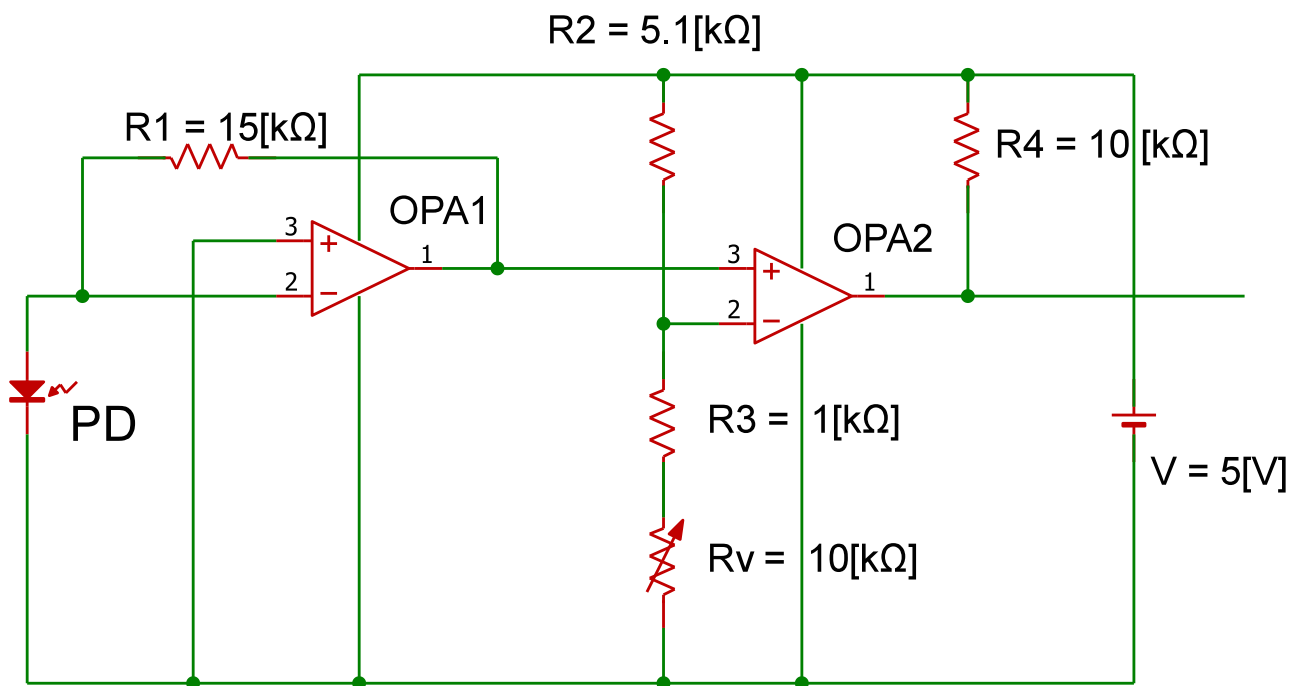 R2 = 5.1[kΩ]
R1 = 15[kΩ]
R4 = 10 [kΩ]
OPA1
3
+
1
2
−
OPA2
3
+
1
2
−
PD
R3 = 1[kΩ]
V = 5[V]
Rv = 10[kΩ]